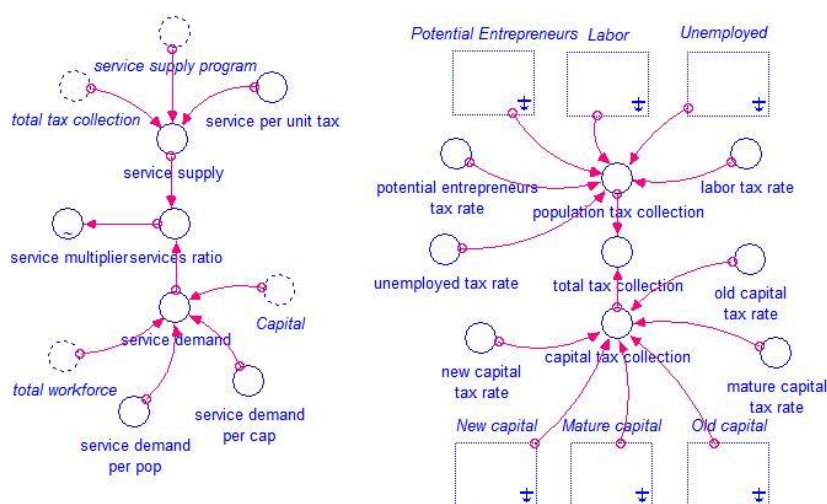 service supply program
total tax collection
service per unit tax
service supply
~
service multiplier
services ratio
service demand
Capital
total workforce
service demand
per pop
service demand
per cap
Potential Entrepreneurs
Labor
Unemployed
potential entrepreneurs
tax rate
labor tax rate
population tax collection
unemployed tax rate
total tax collection
old capital
tax rate
new capital
tax rate
capital tax collection
mature capital
tax rate
New capital
Mature capital
Old capital